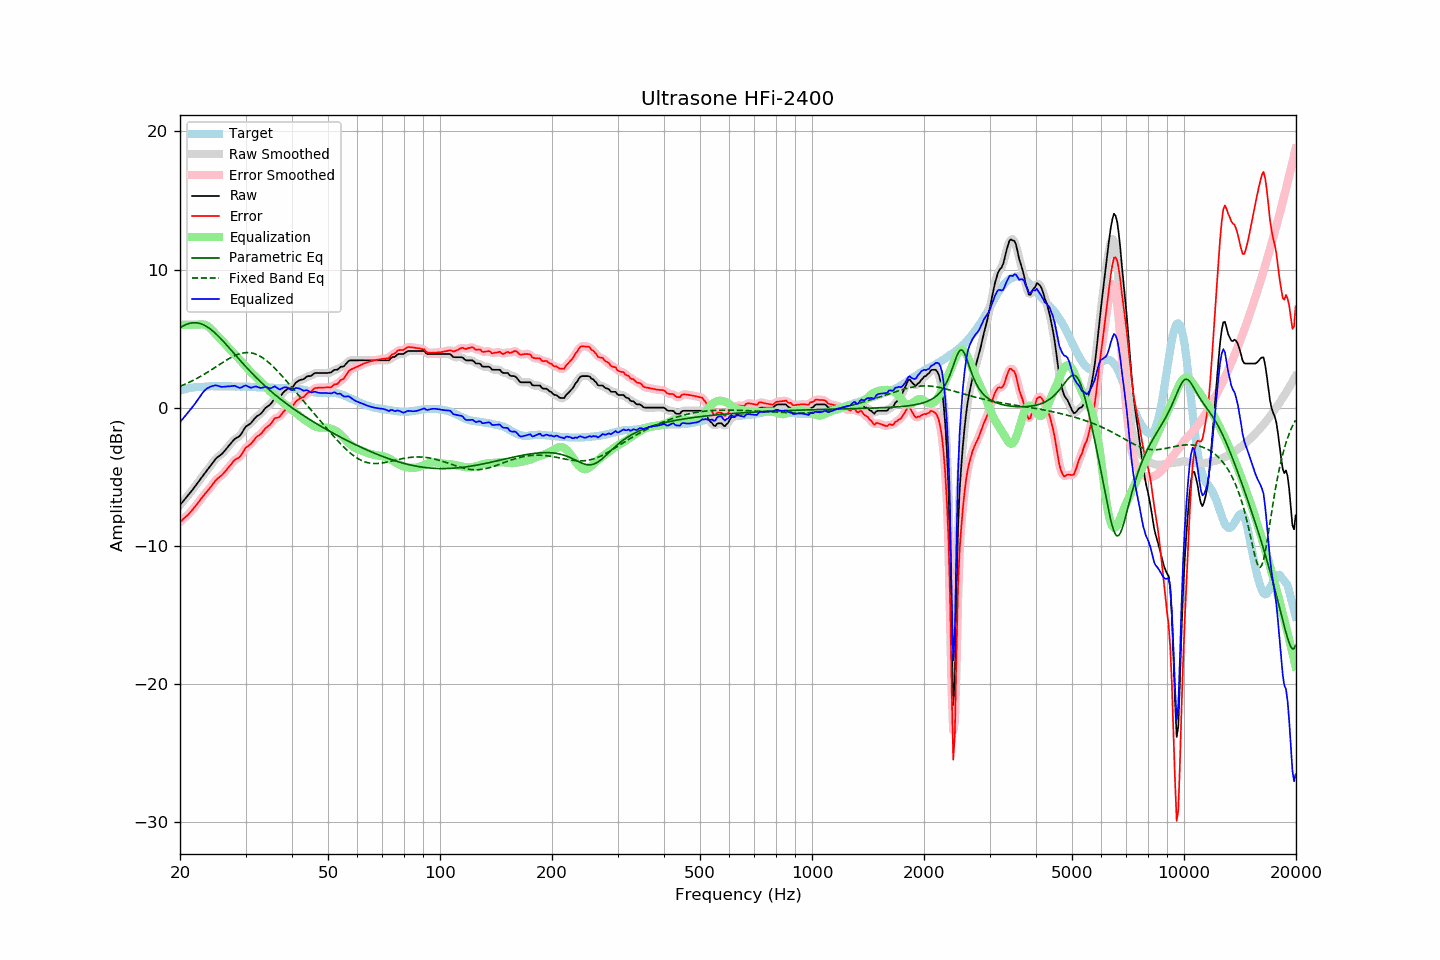 Ultrasone HFi-2400
Target
Raw Smoothed
Error Smoothed
Raw
Error
Equalization
Parametric Eq
Fixed Band Eq
Equalized
20
10
0
−10
−20
−30
Amplitude (dBr)
20
50
100
200
500
1000
2000
5000
10000
20000
Frequency (Hz)